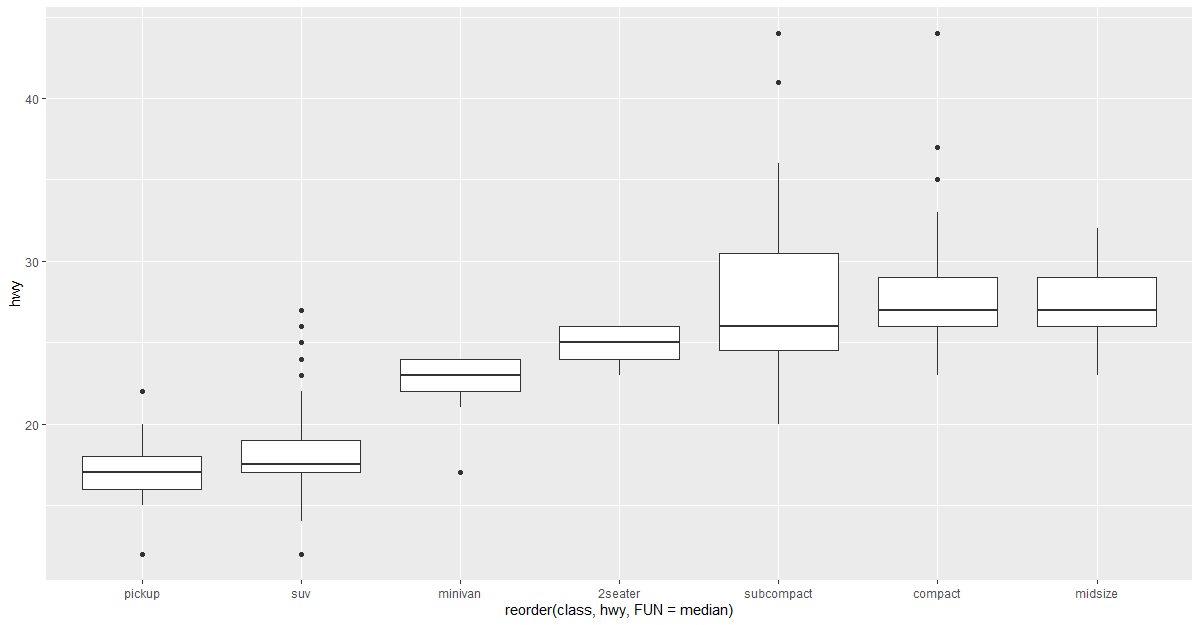 hwy
40
30
20
pickup suv minivan 2seater subcompact compact midsize
reorder(class, hwy, FUN = median)